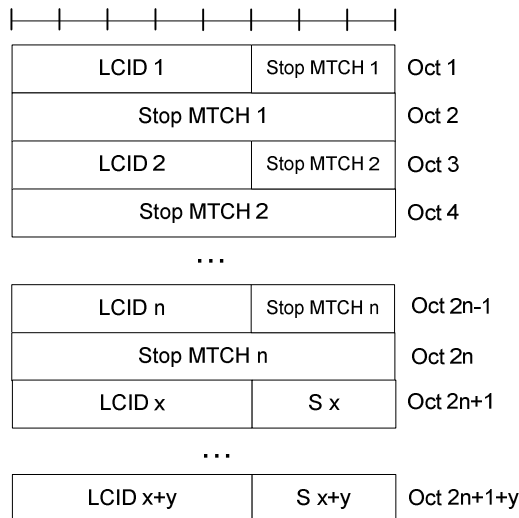 LCID 1 Stop MTCH 1 Oct 1
Stop MTCH 1 Oct 2
LCID 2 Stop MTCH 2 Oct 3
Stop MTCH 2 Oct 4
...
LCID n Stop MTCH n Oct 2n-1
Stop MTCH n Oct 2n
LCID x S x Oct 2n+1
...
LCID x+y S x+y Oct 2n+1+y